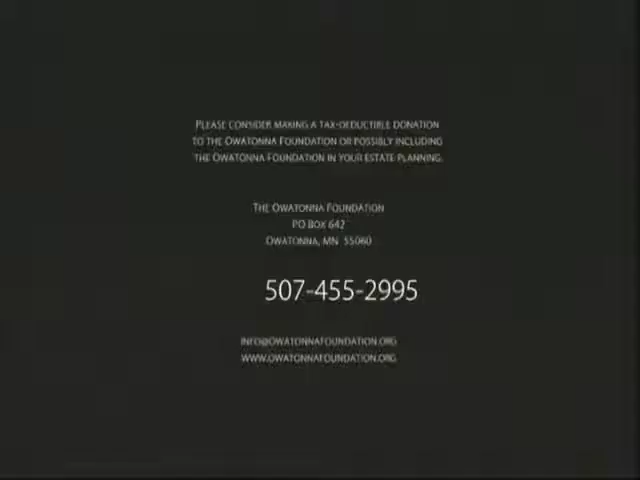 PLEASE CONSIDER MAKING A TAX-DEDUCTIBLE DONATION
TO THE OWATONNA FOUNDATION OR POSSIBLY INCLUDING
THE OWATONNA FOUNDATION IN YOUR ESTATE PLANNING.
THE OWATONNA FOUNDATION
PO BOX 642
OWATONNA, MN 55060
507-455-2995
INFO@OWATONNAFOUNDATION.ORG
WWW.OWATONNAFOUNDATION.ORG